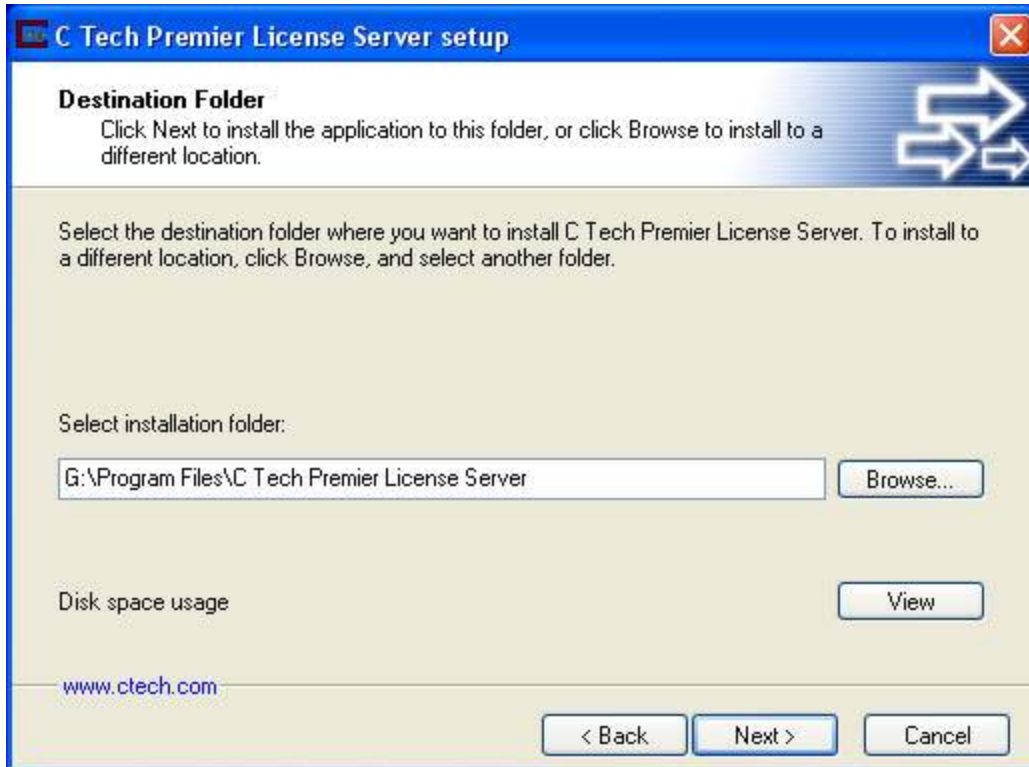 C Tech Premier License Server setup
Destination Folder
Click Next to install the application to this folder, or click Browse to install to a
different location.
Select the destination folder where you want to install C Tech Premier License Server. To install to
a different location, click Browse, and select another folder.
Select installation folder:
G:\Program Files\C Tech Premier License Server
Browse...
Disk space usage
View
www.ctech.com
< Back
Next >
Cancel